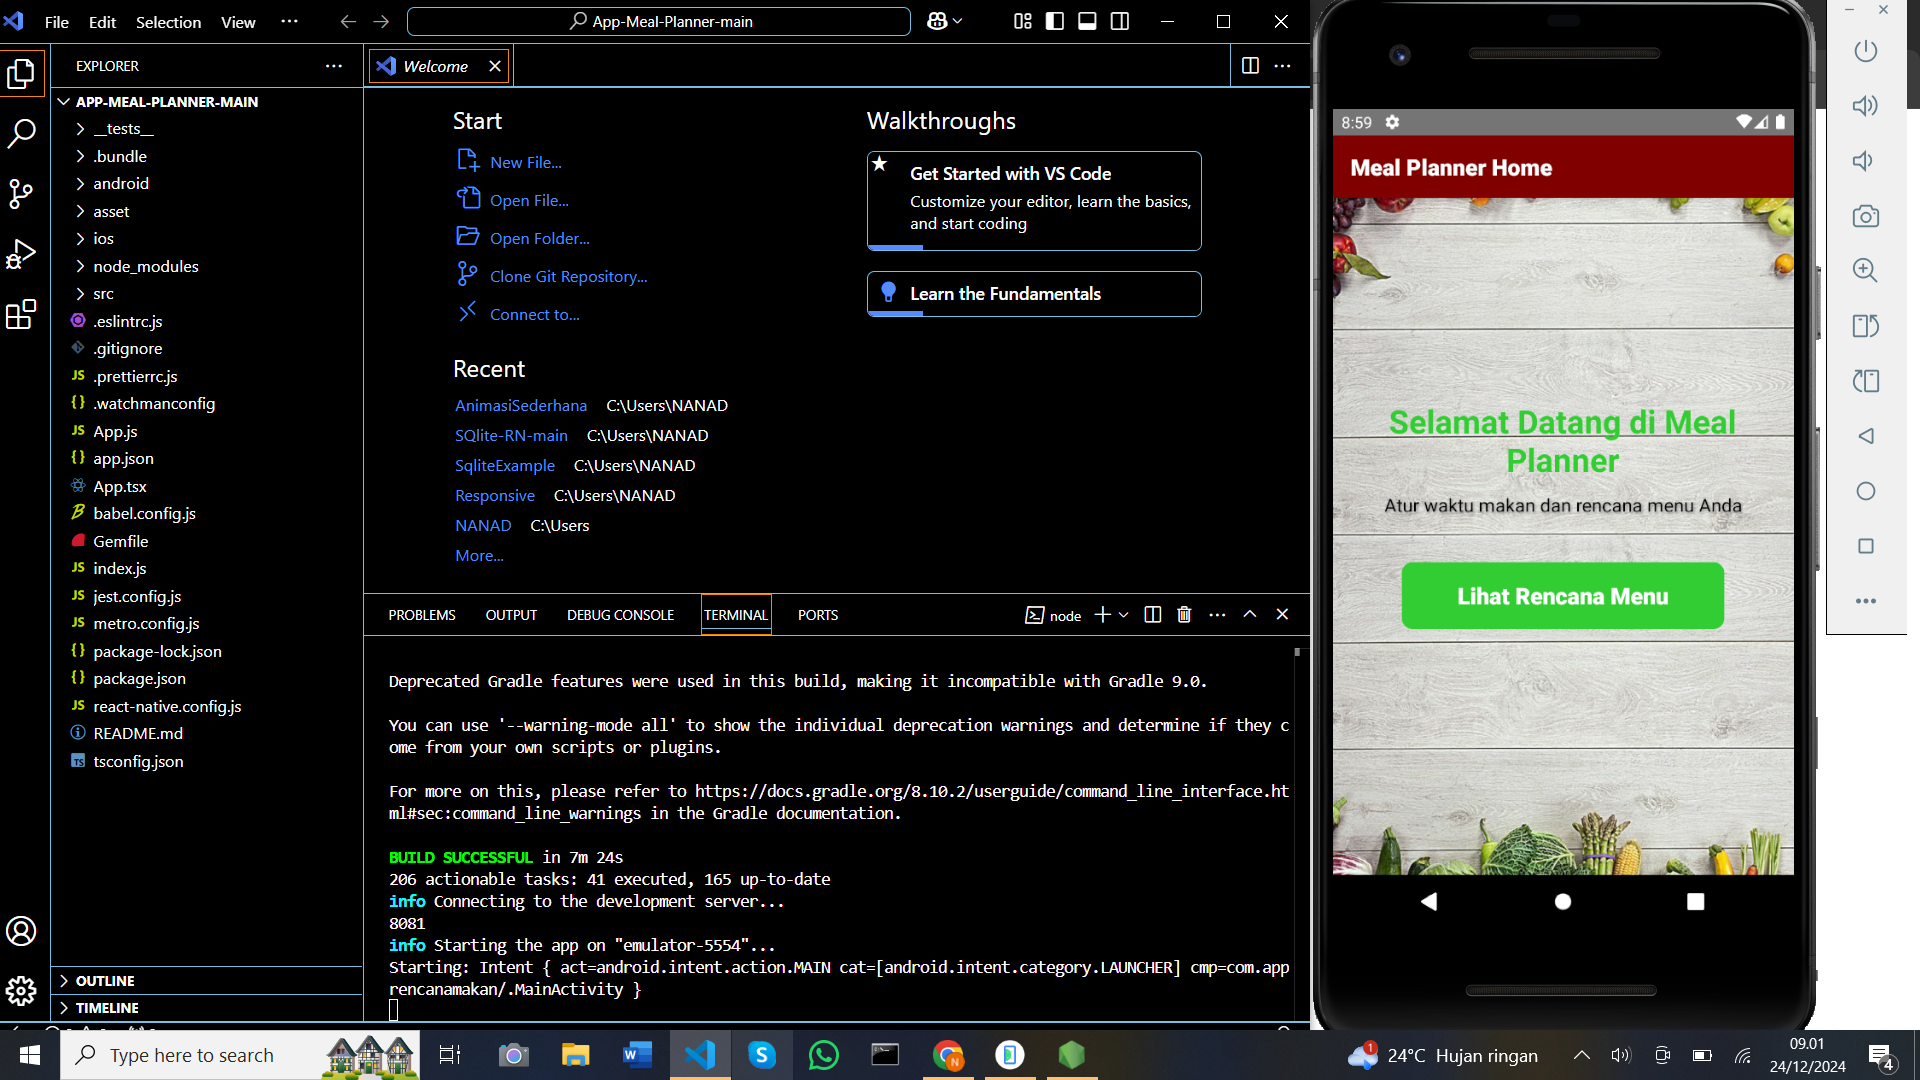 File Edit Selection View ···
App-Meal-Planner-main
EXPLORER ···
APP-MEAL-PLANNER-MAIN
__tests__
.bundle
android
asset
ios
node_modules
src
.eslintrc.js
.gitignore
.prettierrc.js
.watchmanconfig
App.js
app.json
App.tsx
babel.config.js
Gemfile
index.js
jest.config.js
metro.config.js
package-lock.json
package.json
react-native.config.js
README.md
tsconfig.json
OUTLINE
TIMELINE
Welcome
Start
New File...
Open File...
Open Folder...
Clone Git Repository...
Connect to...
Recent
AnimasiSederhana C:\Users\NANAD
SQlite-RN-main C:\Users\NANAD
SqliteExample C:\Users\NANAD
Responsive C:\Users\NANAD
NANAD C:\Users
More...
Walkthroughs
Get Started with VS Code
Customize your editor, learn the basics,
and start coding
Learn the Fundamentals
PROBLEMS OUTPUT DEBUG CONSOLE TERMINAL PORTS
node
Deprecated Gradle features were used in this build, making it incompatible with Gradle 9.0.
You can use '--warning-mode all' to show the individual deprecation warnings and determine if they c
ome from your own scripts or plugins.
For more on this, please refer to https://docs.gradle.org/8.10.2/userguide/command_line_interface.ht
ml#sec:command_line_warnings in the Gradle documentation.
BUILD SUCCESSFUL in 7m 24s
206 actionable tasks: 41 executed, 165 up-to-date
info Connecting to the development server...
8081
info Starting the app on "emulator-5554"...
Starting: Intent { act=android.intent.action.MAIN cat=[android.intent.category.LAUNCHER] cmp=com.app
rencanamakan/.MainActivity }
8:59
Meal Planner Home
Selamat Datang di Meal
Planner
Atur waktu makan dan rencana menu Anda
Lihat Rencana Menu
Type here to search
1
24°C Hujan ringan
09.01
24/12/2024
4